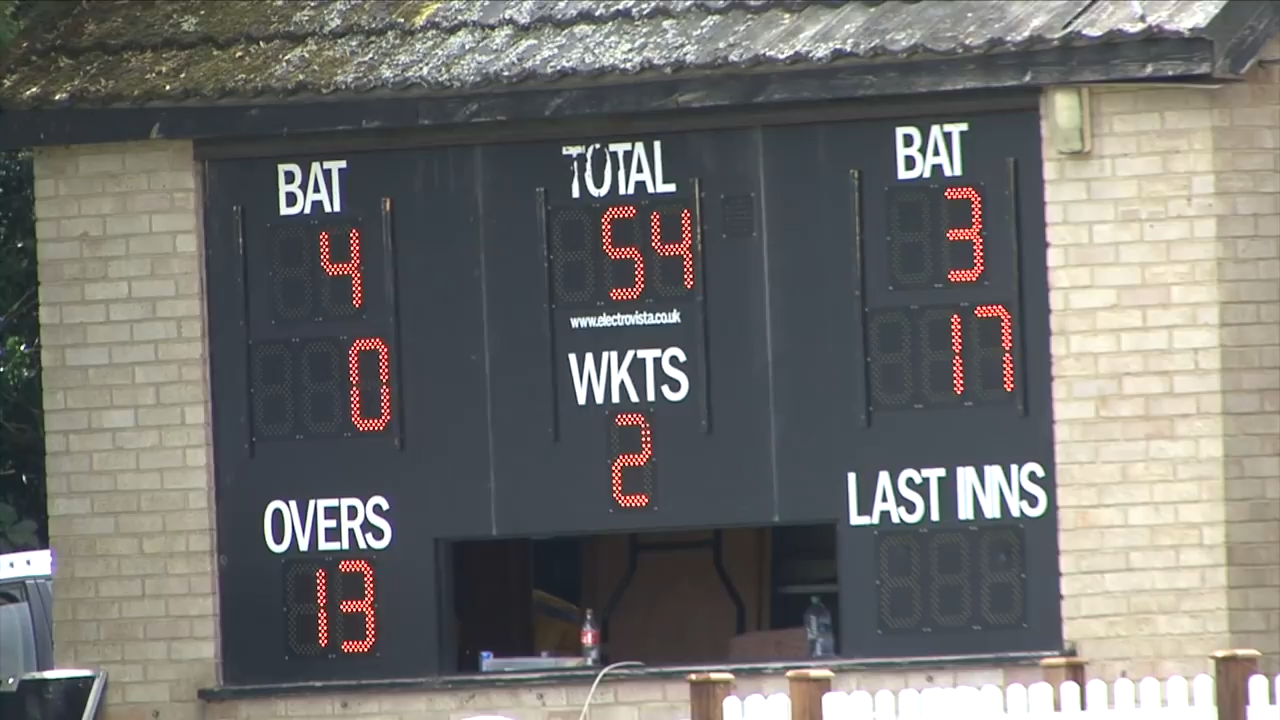 BAT TOTAL BAT
4 54 3
www.electrovista.co.uk
0 WKTS 17
2
OVERS LAST INNS
13